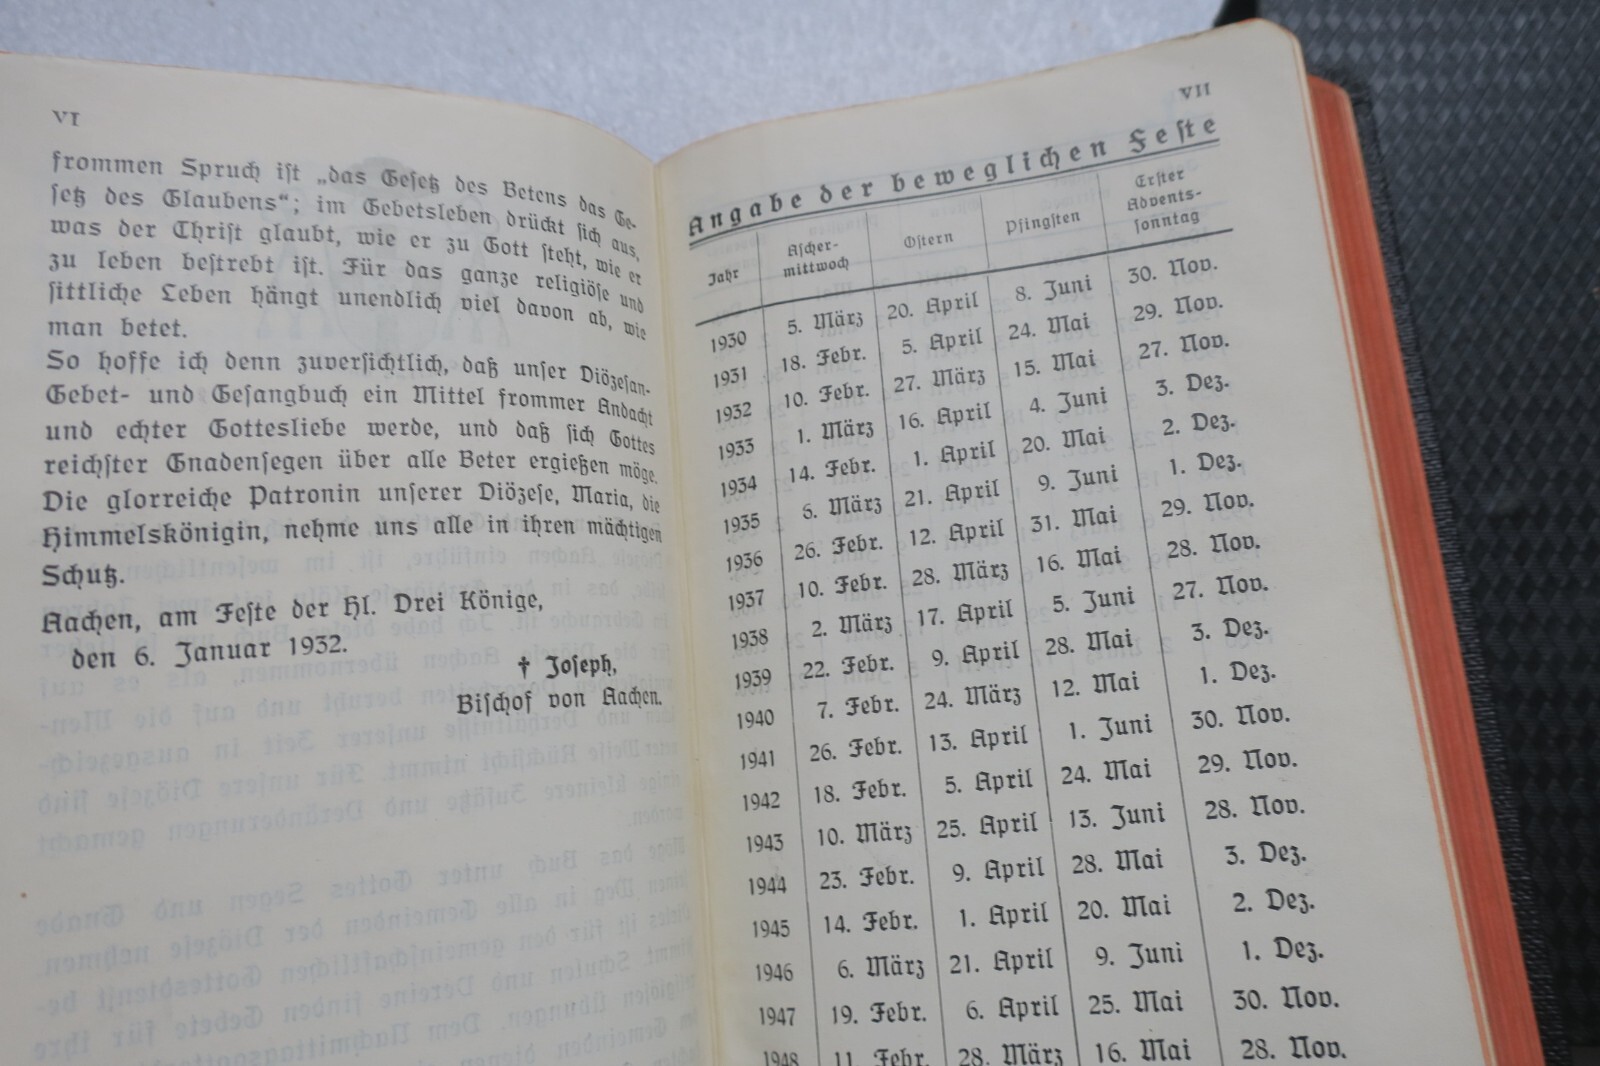 VI
frommen Spruch ist „das Gesetz des Betens das Ge-
setz des Glaubens“; im Gebetsleben drückt sich aus,
was der Christ glaubt, wie er zu Gott steht, wie er
zu leben bestrebt ist. Für das ganze religiöse und
sittliche Leben hängt unendlich viel davon ab, wie
man betet.
So hoffe ich denn zuversichtlich, daß unser Diözesan-
Gebet- und Gesangbuch ein Mittel frommer Andacht
und echter Gottesliebe werde, und daß sich Gottes
reichster Gnadensegen über alle Beter ergießen möge.
Die glorreiche Patronin unserer Diözese, Maria, die
Himmelskönigin, nehme uns alle in ihren mächtigen
Schutz.
Aachen, am Feste der Hl. Drei Könige,
den 6. Januar 1932.
† Joseph,
Bischof von Aachen.
VII
Angabe der beweglichen Feste
Jahr Ascher-mittwoch Ostern Pfingsten Erster Advents-sonntag
1930 5. März 20. April 8. Juni 30. Nov.
1931 18. Febr. 5. April 24. Mai 29. Nov.
1932 10. Febr. 27. März 15. Mai 27. Nov.
1933 1. März 16. April 4. Juni 3. Dez.
1934 14. Febr. 1. April 20. Mai 2. Dez.
1935 6. März 21. April 9. Juni 1. Dez.
1936 26. Febr. 12. April 31. Mai 29. Nov.
1937 10. Febr. 28. März 16. Mai 28. Nov.
1938 2. März 17. April 5. Juni 27. Nov.
1939 22. Febr. 9. April 28. Mai 3. Dez.
1940 7. Febr. 24. März 12. Mai 1. Dez.
1941 26. Febr. 13. April 1. Juni 30. Nov.
1942 18. Febr. 5. April 24. Mai 29. Nov.
1943 10. März 25. April 13. Juni 28. Nov.
1944 23. Febr. 9. April 28. Mai 3. Dez.
1945 14. Febr. 1. April 20. Mai 2. Dez.
1946 6. März 21. April 9. Juni 1. Dez.
1947 19. Febr. 6. April 25. Mai 30. Nov.
1948 11. Febr. 28. März 16. Mai 28. Nov.